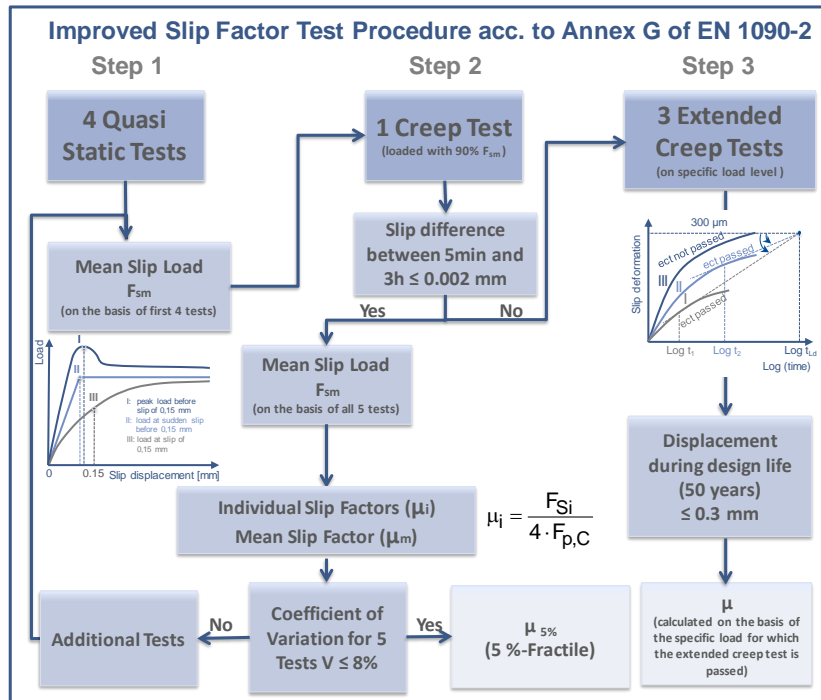 Improved Slip Factor Test Procedure acc. to Annex G of EN 1090-2
Step 1
Step 2
Step 3
4 Quasi
Static Tests
1 Creep Test
(loaded with 90% Fsm)
3 Extended
Creep Tests
(on specific load level )
Mean Slip Load
Fsm
(on the basis of first 4 tests)
Slip difference
between 5min and
3h ≤ 0.002 mm
Yes
No
300 µm
Slip deformation
ect not passed
ect passed
ect passed
III
II
I
Log t1
Log t2
Log tLd
Log (time)
Load
I
II
III
I: peak load before
slip of 0,15 mm
II: load at sudden slip
before 0,15 mm
III: load at slip of
0,15 mm
0
0.15
Slip displacement [mm]
Mean Slip Load
Fsm
(on the basis of all 5 tests)
Displacement
during design life
(50 years)
≤ 0.3 mm
Individual Slip Factors (µi)
Mean Slip Factor (µm)
μi = FSi / 4 · Fp,C
Additional Tests
No
Coefficient of
Variation for 5
Tests V ≤ 8%
Yes
µ 5%
(5 %-Fractile)
µ
(calculated on the basis of
the specific load for which
the extended creep test is
passed)